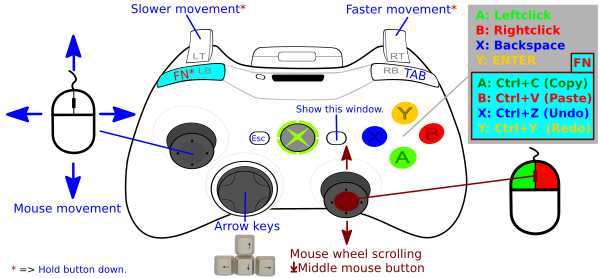 Slower movement*
Faster movement*
A: Leftclick
B: Rightclick
X: Backspace
Y: ENTER
FN
A: Ctrl+C (Copy)
B: Ctrl+V (Paste)
X: Ctrl+Z (Undo)
Y: Ctrl+Y (Redo)
LT
RT
FN* LB
RB TAB
Show this window.
Esc
Y
X
B
A
Mouse movement
Arrow keys
Mouse wheel scrolling
Middle mouse button
* => Hold button down.